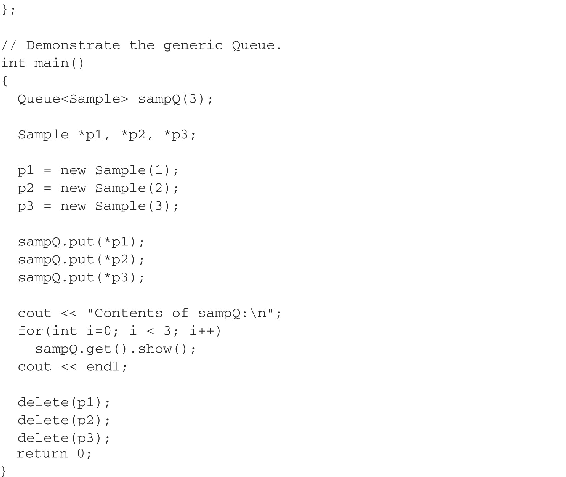 };
// Demonstrate the generic Queue.
int main()
{
Queue<Sample> sampQ(3);
Sample *p1, *p2, *p3;
p1 = new Sample(1);
p2 = new Sample(2);
p3 = new Sample(3);
sampQ.put(*p1);
sampQ.put(*p2);
sampQ.put(*p3);
cout << "Contents of sampQ:\n";
for(int i=0; i < 3; i++)
sampQ.get().show();
cout << endl;
delete(p1);
delete(p2);
delete(p3);
return 0;
}